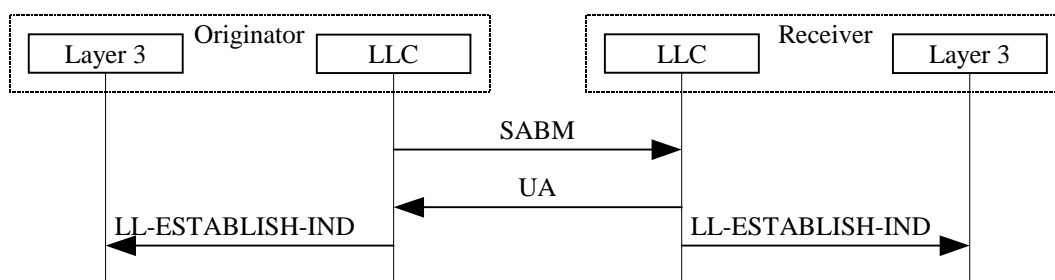 Originator
Receiver
Layer 3
LLC
LLC
Layer 3
SABM
UA
LL-ESTABLISH-IND
LL-ESTABLISH-IND